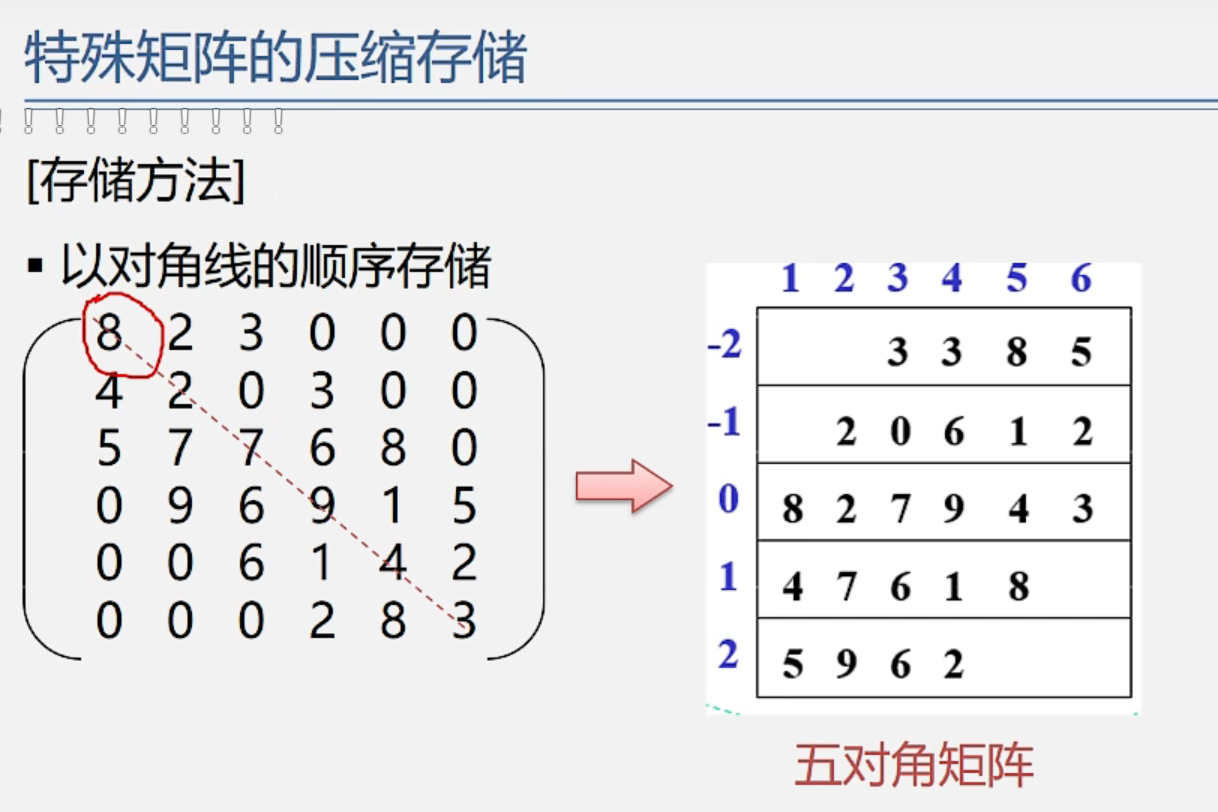 特殊矩阵的压缩存储
[存储方法]
▪ 以对角线的顺序存储
8 2 3 0 0 0
4 2 0 3 0 0
5 7 7 6 8 0
0 9 6 9 1 5
0 0 6 1 4 2
0 0 0 2 8 3
1 2 3 4 5 6
-2 3 3 8 5
-1 2 0 6 1 2
0 8 2 7 9 4 3
1 4 7 6 1 8
2 5 9 6 2
五对角矩阵